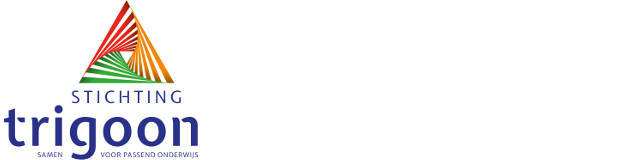 STICHTING
trigoon
SAMEN VOOR PASSEND ONDERWIJS